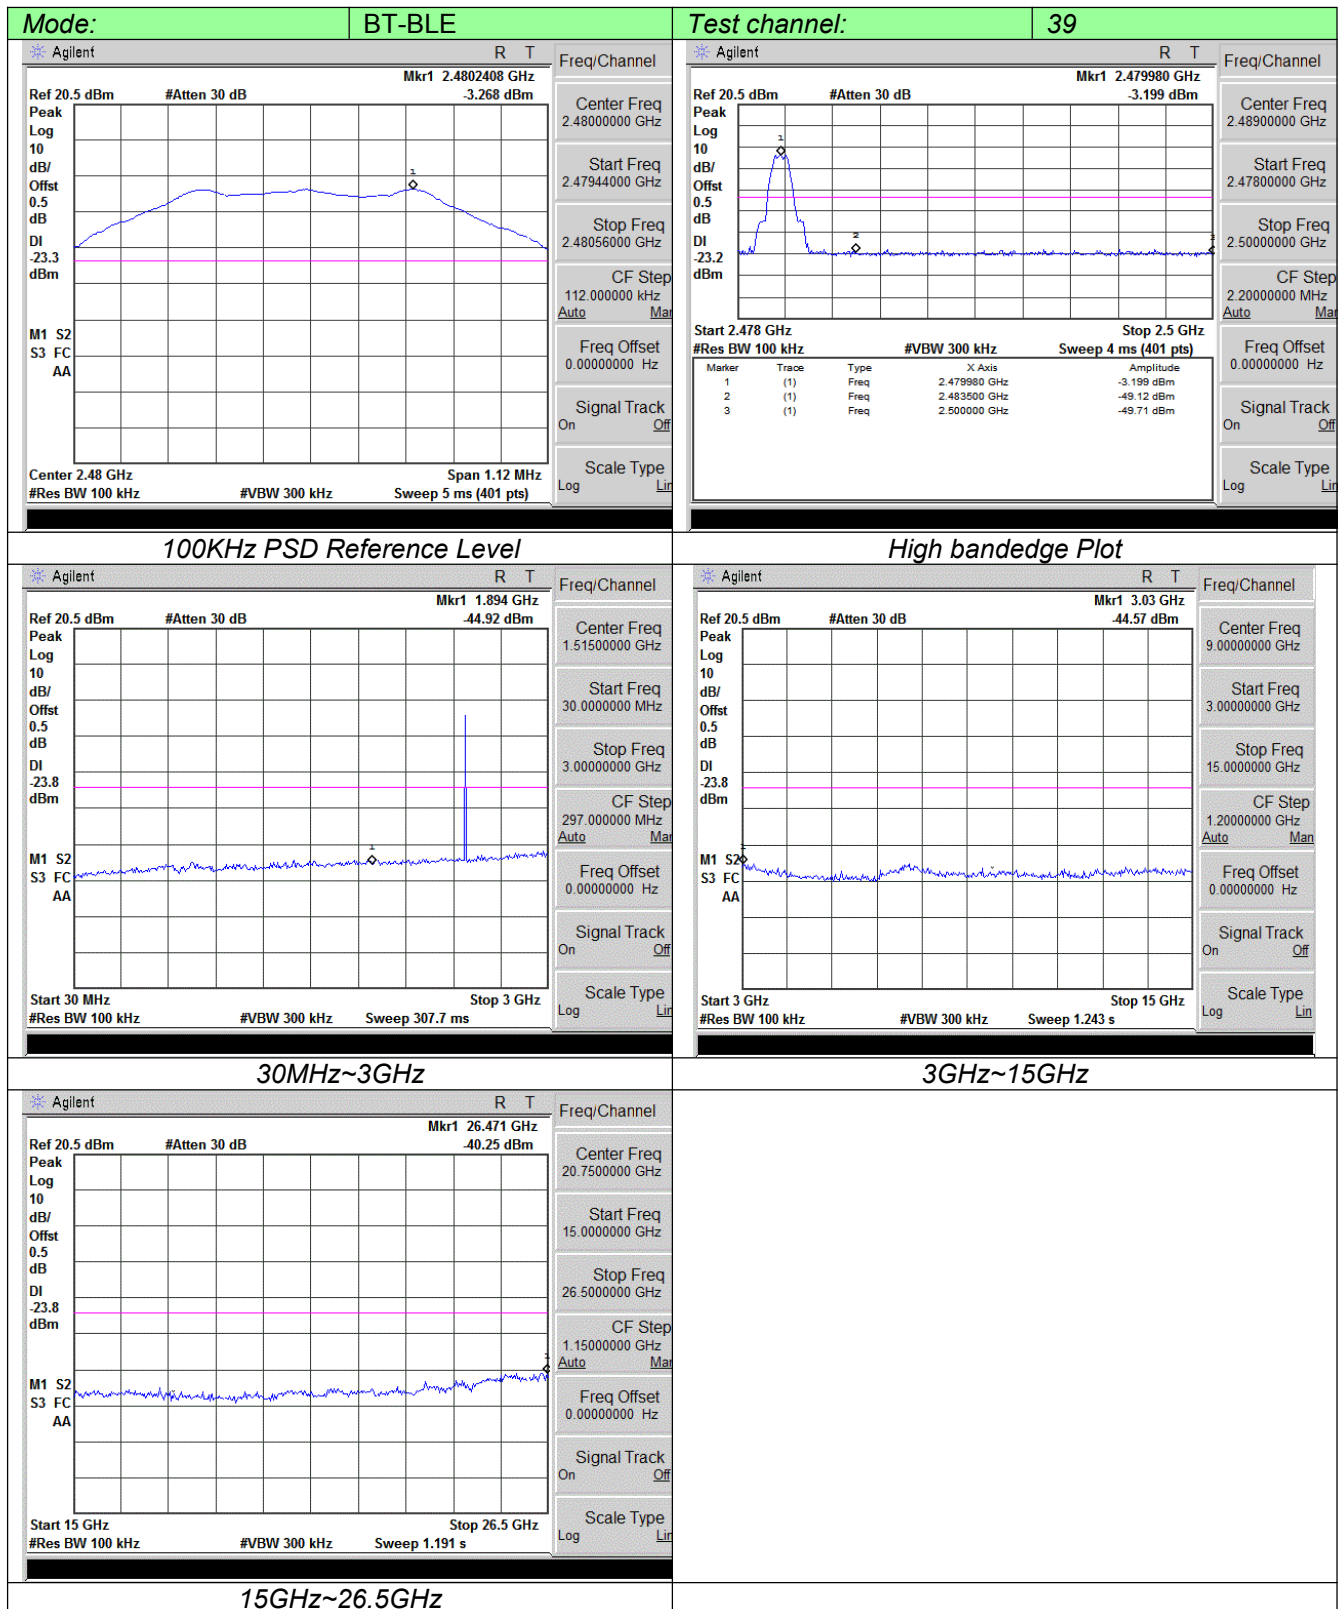 Mode: BT-BLE Test channel: 39
Agilent R T
Mkr1 2.4802408 GHz
Ref 20.5 dBm #Atten 30 dB -3.268 dBm
Peak
Log
10
dB/
Offst
0.5
dB
DI
-23.3
dBm
M1 S2
S3 FC
AA
1
Center 2.48 GHz Span 1.12 MHz
#Res BW 100 kHz #VBW 300 kHz Sweep 5 ms (401 pts)
Freq/Channel
Center Freq
2.48000000 GHz
Start Freq
2.47944000 GHz
Stop Freq
2.48056000 GHz
CF Step
112.000000 kHz
Auto Man
Freq Offset
0.00000000 Hz
Signal Track
On Off
Scale Type
Log Lin
100KHz PSD Reference Level
Agilent R T
Mkr1 2.479980 GHz
Ref 20.5 dBm #Atten 30 dB -3.199 dBm
Peak
Log
10
dB/
Offst
0.5
dB
DI
-23.2
dBm
1
2
3
Start 2.478 GHz Stop 2.5 GHz
#Res BW 100 kHz #VBW 300 kHz Sweep 4 ms (401 pts)
Marker Trace Type X Axis Amplitude
1 (1) Freq 2.479980 GHz -3.199 dBm
2 (1) Freq 2.483500 GHz -49.12 dBm
3 (1) Freq 2.500000 GHz -49.71 dBm
Freq/Channel
Center Freq
2.48900000 GHz
Start Freq
2.47800000 GHz
Stop Freq
2.50000000 GHz
CF Step
2.20000000 MHz
Auto Man
Freq Offset
0.00000000 Hz
Signal Track
On Off
Scale Type
Log Lin
High bandedge Plot
Agilent R T
Mkr1 1.894 GHz
Ref 20.5 dBm #Atten 30 dB -44.92 dBm
Peak
Log
10
dB/
Offst
0.5
dB
DI
-23.8
dBm
M1 S2
S3 FC
AA
1
Start 30 MHz Stop 3 GHz
#Res BW 100 kHz #VBW 300 kHz Sweep 307.7 ms
Freq/Channel
Center Freq
1.51500000 GHz
Start Freq
30.0000000 MHz
Stop Freq
3.00000000 GHz
CF Step
297.000000 MHz
Auto Man
Freq Offset
0.00000000 Hz
Signal Track
On Off
Scale Type
Log Lin
30MHz~3GHz
Agilent R T
Mkr1 3.03 GHz
Ref 20.5 dBm #Atten 30 dB -44.57 dBm
Peak
Log
10
dB/
Offst
0.5
dB
DI
-23.8
dBm
M1 S2
S3 FC
AA
1
Start 3 GHz Stop 15 GHz
#Res BW 100 kHz #VBW 300 kHz Sweep 1.243 s
Freq/Channel
Center Freq
9.00000000 GHz
Start Freq
3.00000000 GHz
Stop Freq
15.0000000 GHz
CF Step
1.20000000 GHz
Auto Man
Freq Offset
0.00000000 Hz
Signal Track
On Off
Scale Type
Log Lin
3GHz~15GHz
Agilent R T
Mkr1 26.471 GHz
Ref 20.5 dBm #Atten 30 dB -40.25 dBm
Peak
Log
10
dB/
Offst
0.5
dB
DI
-23.8
dBm
M1 S2
S3 FC
AA
1
Start 15 GHz Stop 26.5 GHz
#Res BW 100 kHz #VBW 300 kHz Sweep 1.191 s
Freq/Channel
Center Freq
20.7500000 GHz
Start Freq
15.0000000 GHz
Stop Freq
26.5000000 GHz
CF Step
1.15000000 GHz
Auto Man
Freq Offset
0.00000000 Hz
Signal Track
On Off
Scale Type
Log Lin
15GHz~26.5GHz